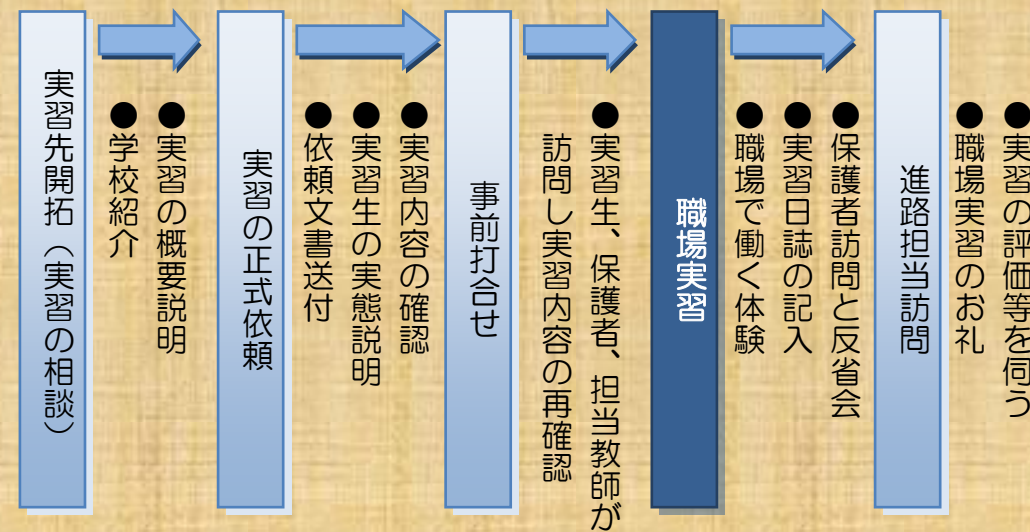 実習先開拓（実習の相談）
●学校紹介
●実習の概要説明
実習の正式依頼
●依頼文書送付
●実習生の実態説明
●実習内容の確認
事前打合せ
●実習生、保護者、担当教師が
訪問し実習内容の再確認
職場実習
●職場で働く体験
●実習日誌の記入
●保護者訪問と反省会
進路担当訪問
●職場実習のお礼
●実習の評価等を伺う